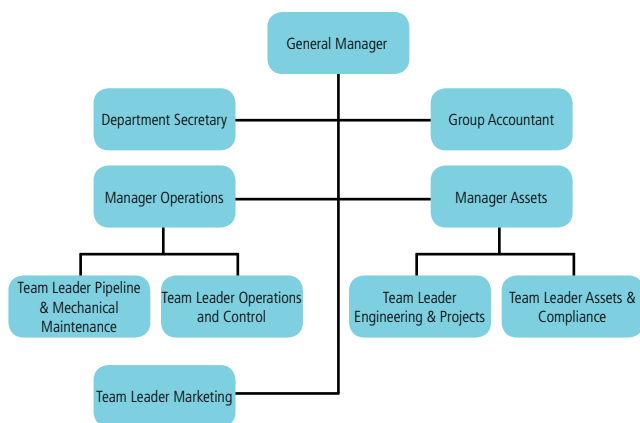 General Manager
Department Secretary
Group Accountant
Manager Operations
Manager Assets
Team Leader Pipeline
& Mechanical
Maintenance
Team Leader Operations
and Control
Team Leader
Engineering & Projects
Team Leader Assets &
Compliance
Team Leader Marketing